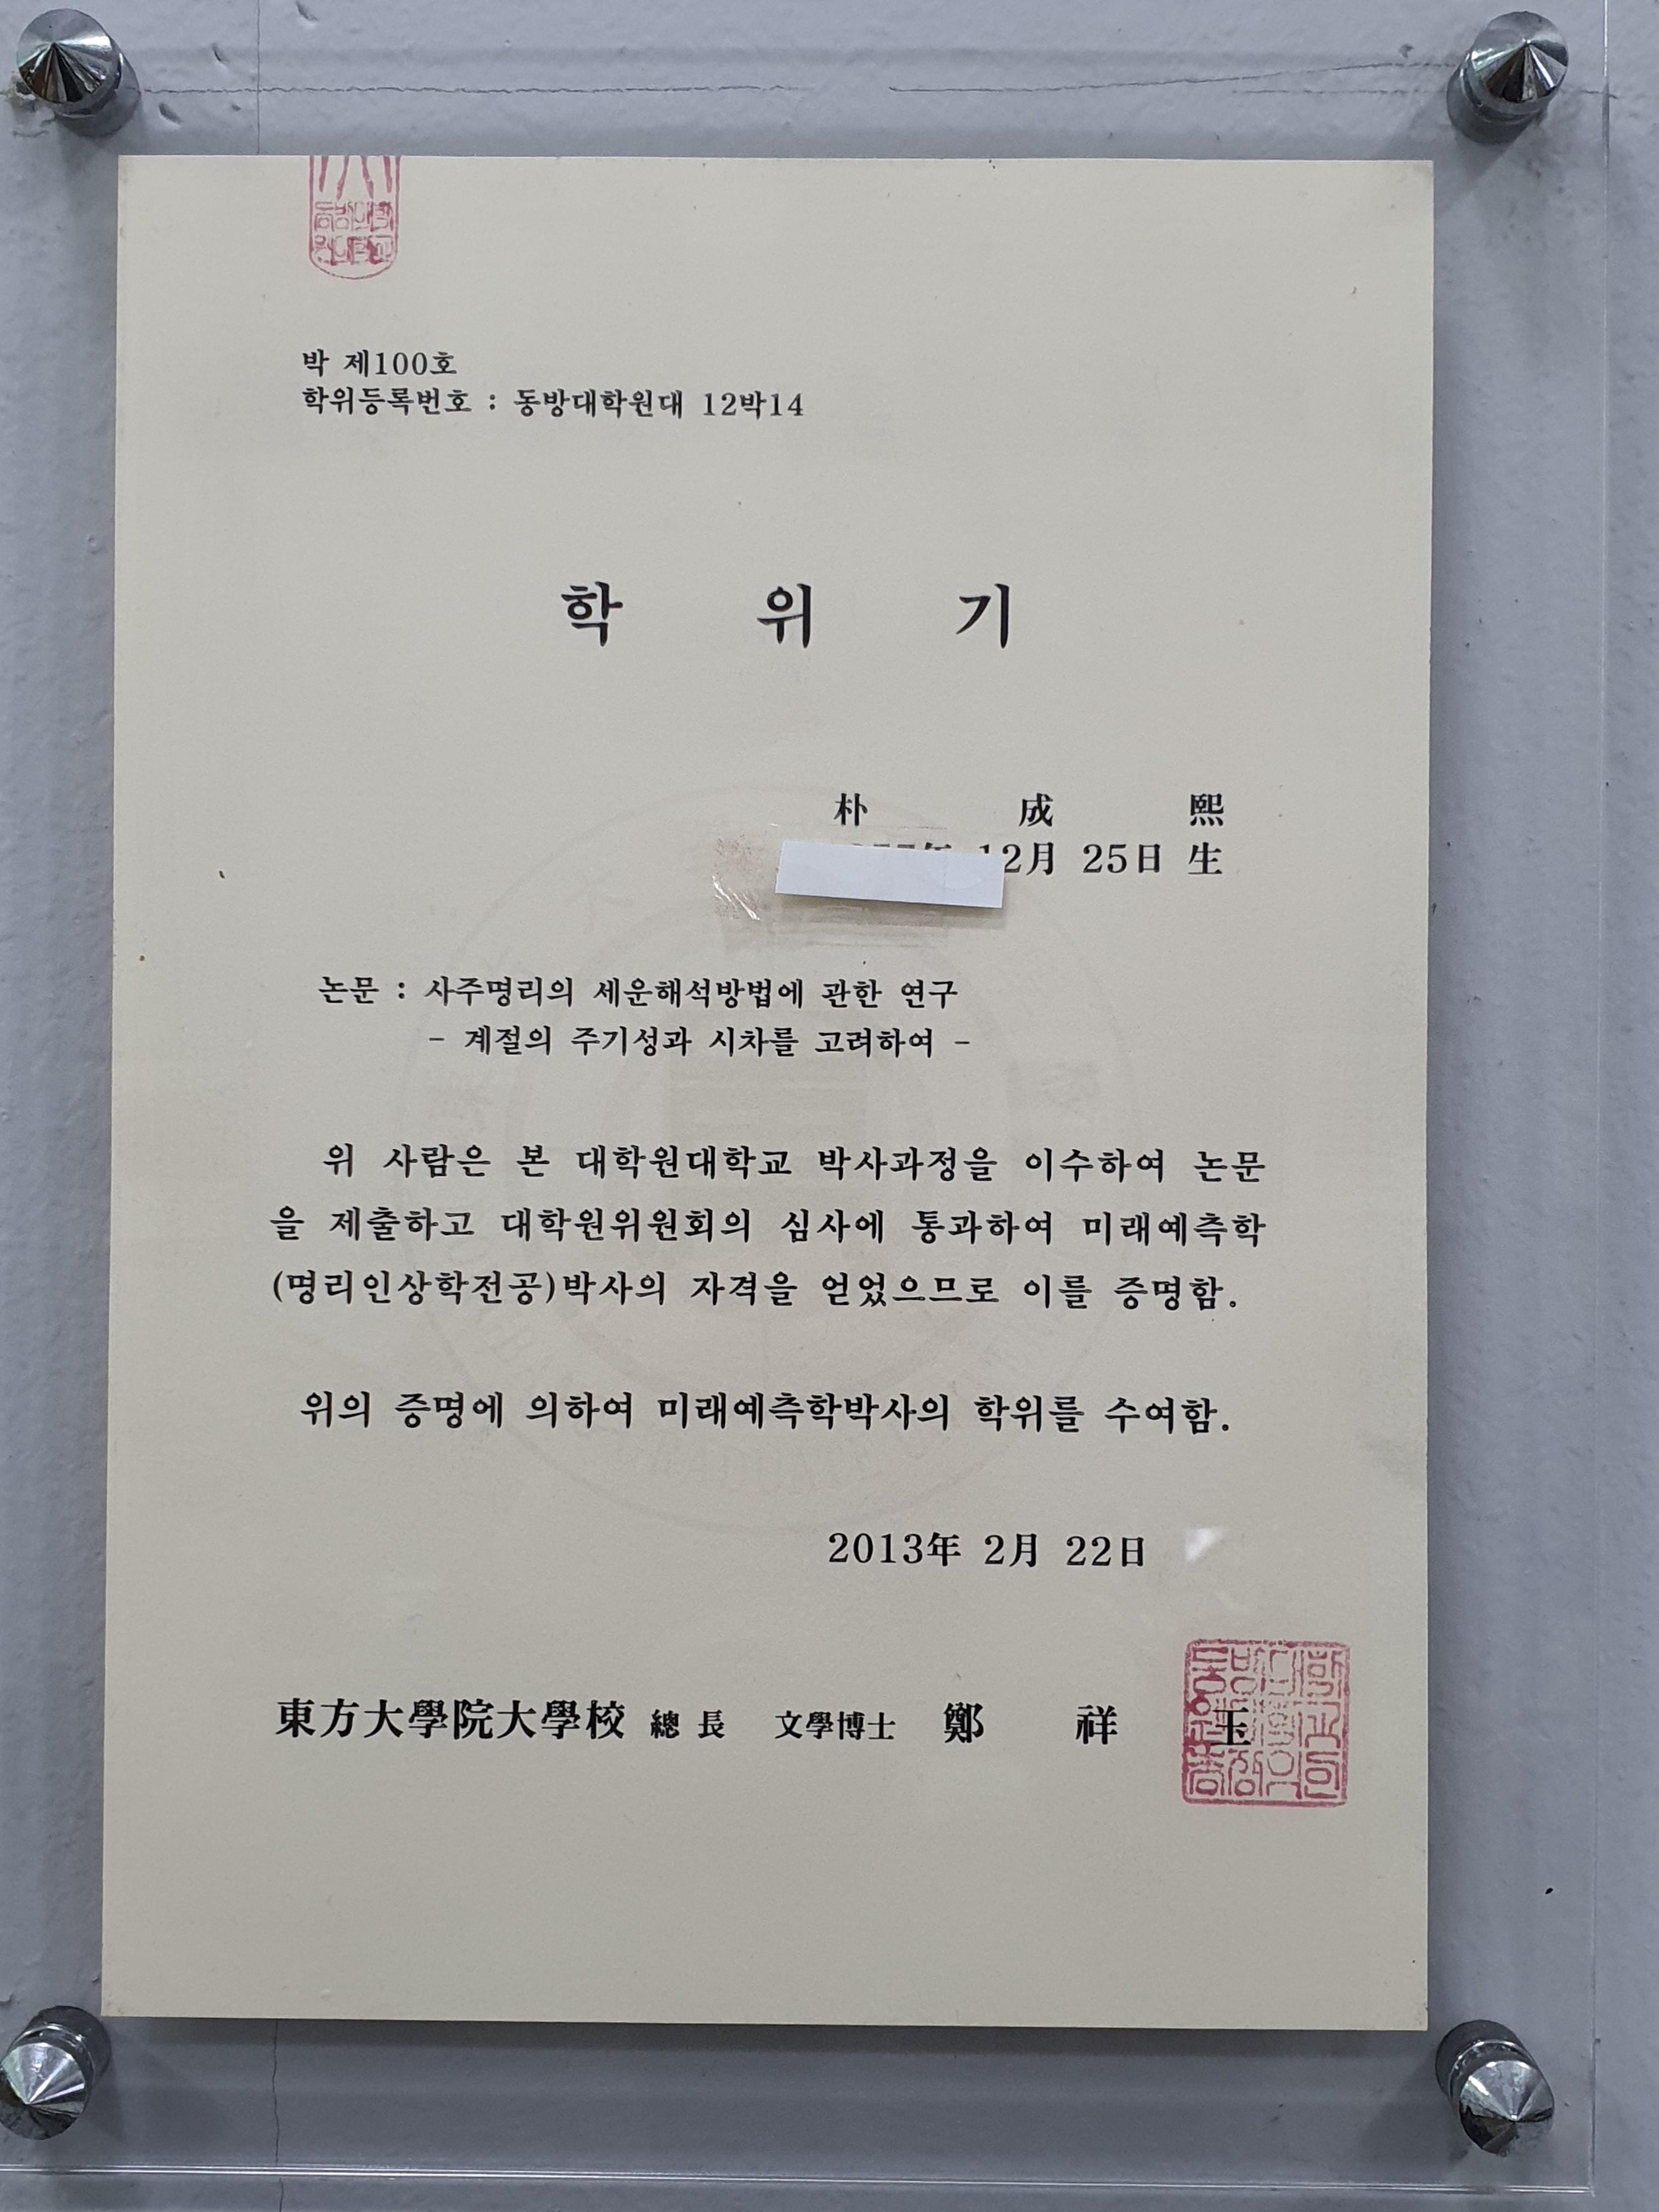 박 제100호
학위등록번호 : 동방대학원대 12박14
학 위 기
朴 成 熙
12月 25日 生
논문 : 사주명리의 세운해석방법에 관한 연구
- 계절의 주기성과 시차를 고려하여 -
위 사람은 본 대학원대학교 박사과정을 이수하여 논문
을 제출하고 대학원위원회의 심사에 통과하여 미래예측학
(명리인상학전공)박사의 자격을 얻었으므로 이를 증명함.
위의 증명에 의하여 미래예측학박사의 학위를 수여함.
2013年 2月 22日
東方大學院大學校 總 長 文學博士 鄭 祥 玉